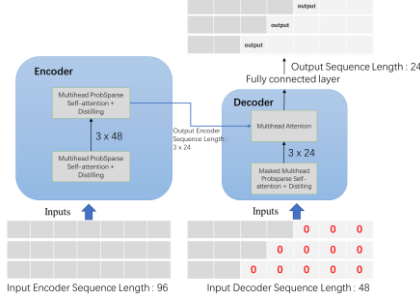 output
output
output
Output Sequence Length : 24
Fully connected layer
Encoder
Multihead ProbSparse
Self-attention +
Distilling
3 x 48
Multihead ProbSparse
Self-attention +
Distilling
Output Encoder
Sequence Length :
3 x 24
Decoder
Multihead Attention
3 x 24
Masked Multihead
Probsparse Self-
attention + Distilling
Inputs
Inputs
0 0 0
0 0 0 0
0 0 0 0 0
Input Encoder Sequence Length : 96
Input Decoder Sequence Length : 48